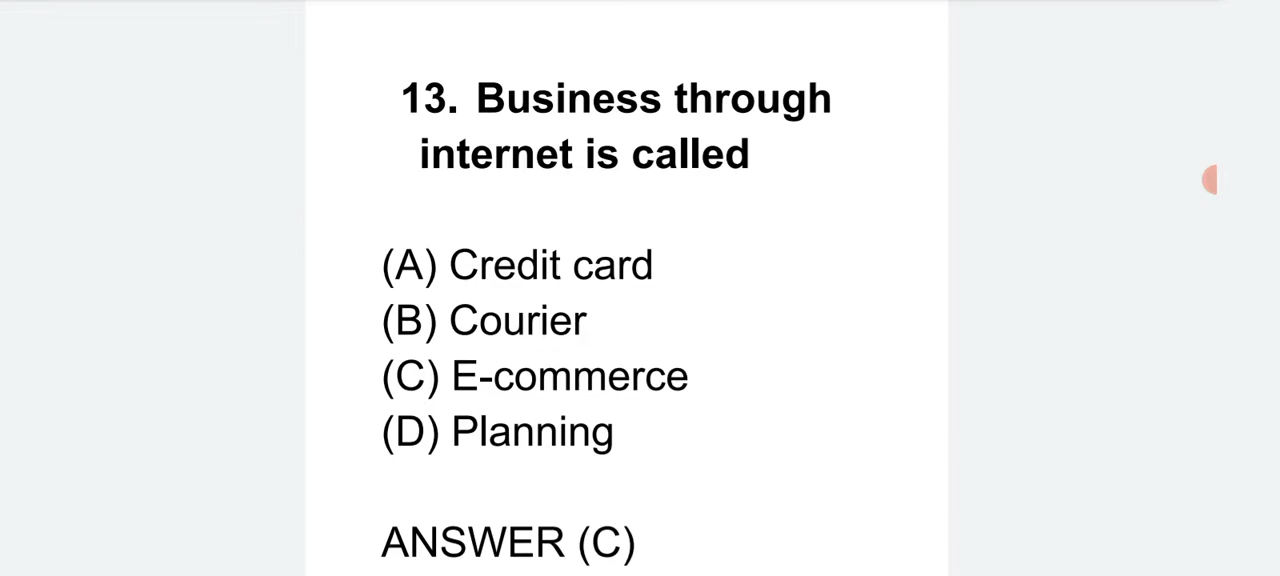 13. Business through
internet is called
(A) Credit card
(B) Courier
(C) E-commerce
(D) Planning
ANSWER (C)